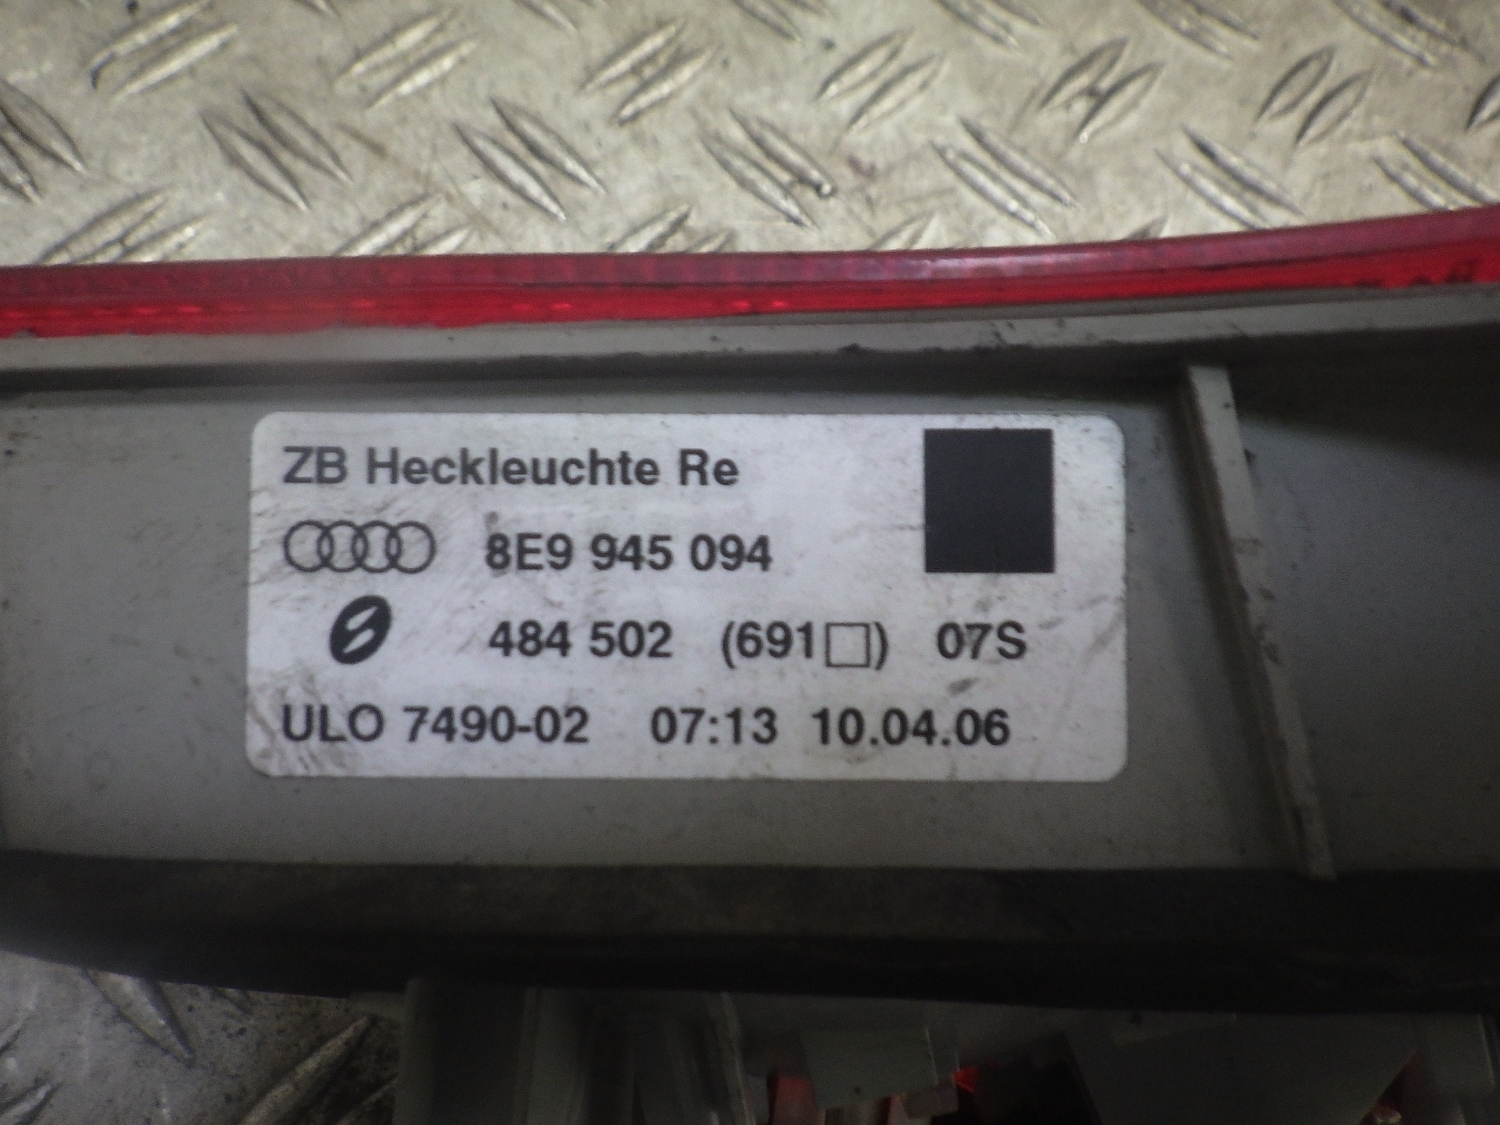 ZB Heckleuchte Re
8E9 945 094
484 502 (691□) 07S
ULO 7490-02 07:13 10.04.06